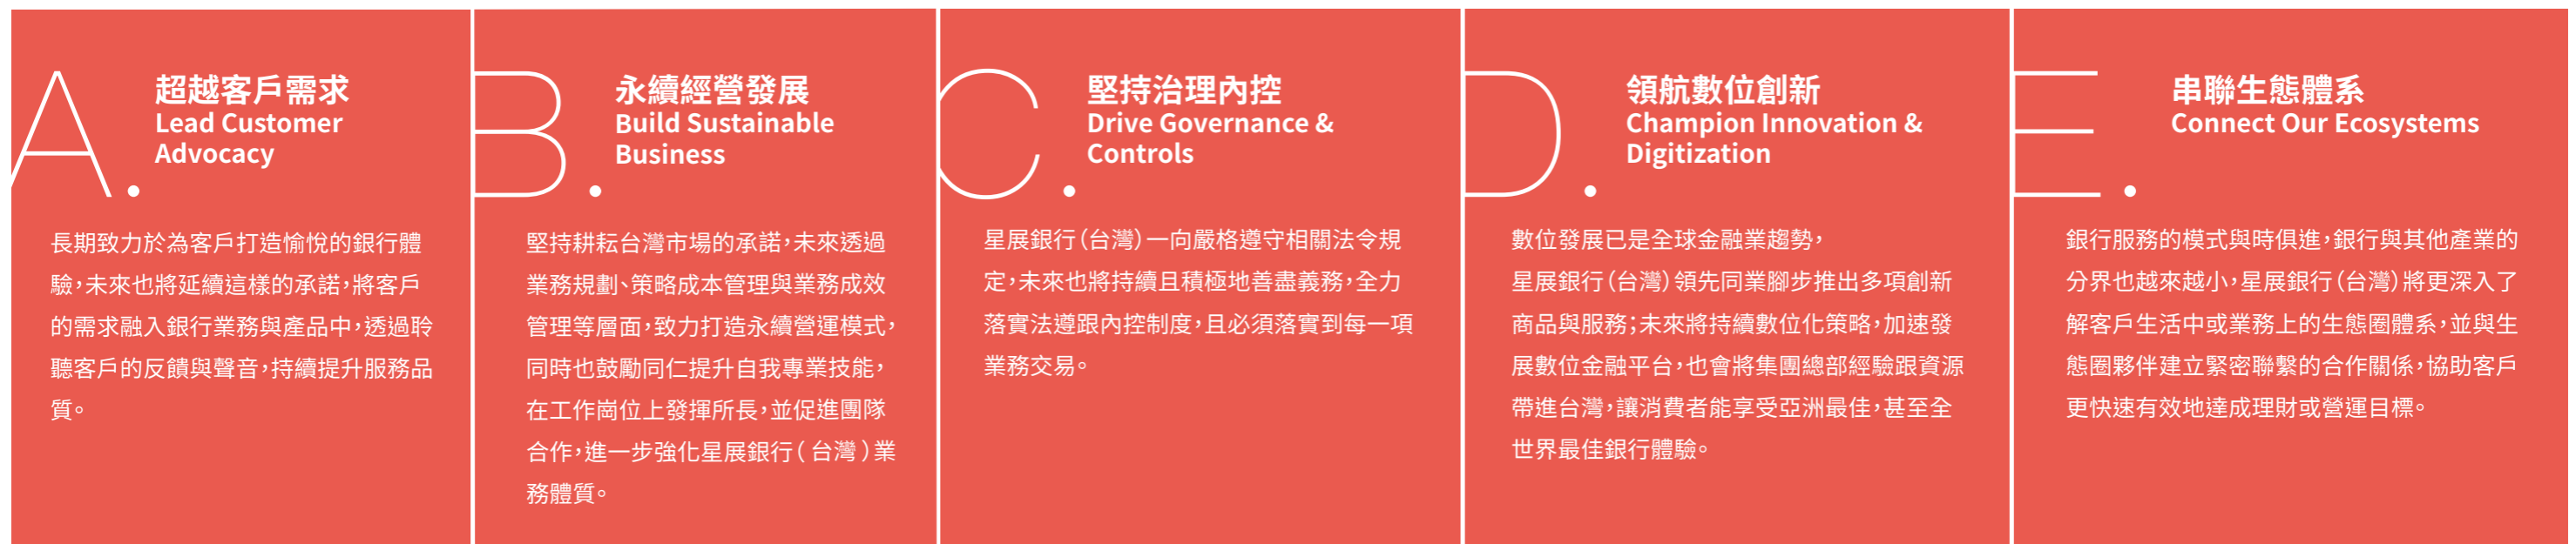 A.
超越客戶需求
Lead Customer
Advocacy
長期致力於為客戶打造愉悅的銀行體
驗,未來也將延續這樣的承諾,將客戶
的需求融入銀行業務與產品中,透過聆
聽客戶的反饋與聲音,持續提升服務品
質。
B.
永續經營發展
Build Sustainable
Business
堅持耕耘台灣市場的承諾,未來透過
業務規劃、策略成本管理與業務成效
管理等層面,致力打造永續營運模式,
同時也鼓勵同仁提升自我專業技能,
在工作崗位上發揮所長,並促進團隊
合作,進一步強化星展銀行( 台灣 )業
務體質。
C.
堅持治理內控
Drive Governance &
Controls
星展銀行(台灣)一向嚴格遵守相關法令規
定,未來也將持續且積極地善盡義務,全力
落實法遵跟內控制度,且必須落實到每一項
業務交易。
D.
領航數位創新
Champion Innovation &
Digitization
數位發展已是全球金融業趨勢,
星展銀行(台灣)領先同業腳步推出多項創新
商品與服務;未來將持續數位化策略,加速發
展數位金融平台,也會將集團總部經驗跟資源
帶進台灣,讓消費者能享受亞洲最佳,甚至全
世界最佳銀行體驗。
E.
串聯生態體系
Connect Our Ecosystems
銀行服務的模式與時俱進,銀行與其他產業的
分界也越來越小,星展銀行(台灣)將更深入了
解客戶生活中或業務上的生態圈體系,並與生
態圈夥伴建立緊密聯繫的合作關係,協助客戶
更快速有效地達成理財或營運目標。